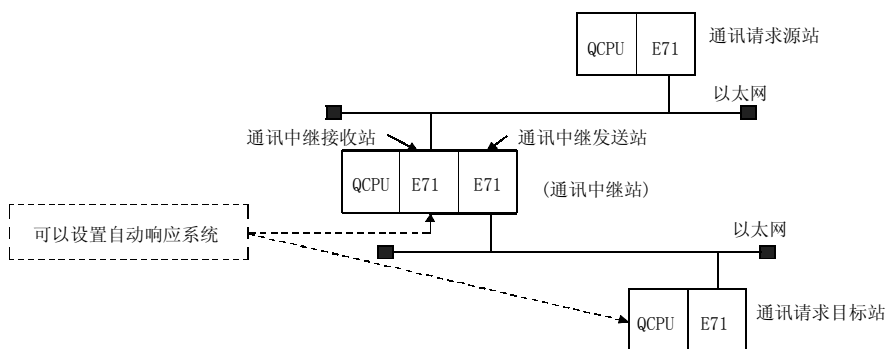 QCPU E71 通讯请求源站
以太网
通讯中继接收站 通讯中继发送站
QCPU E71 E71 (通讯中继站)
可以设置自动响应系统
以太网
QCPU E71 通讯请求目标站